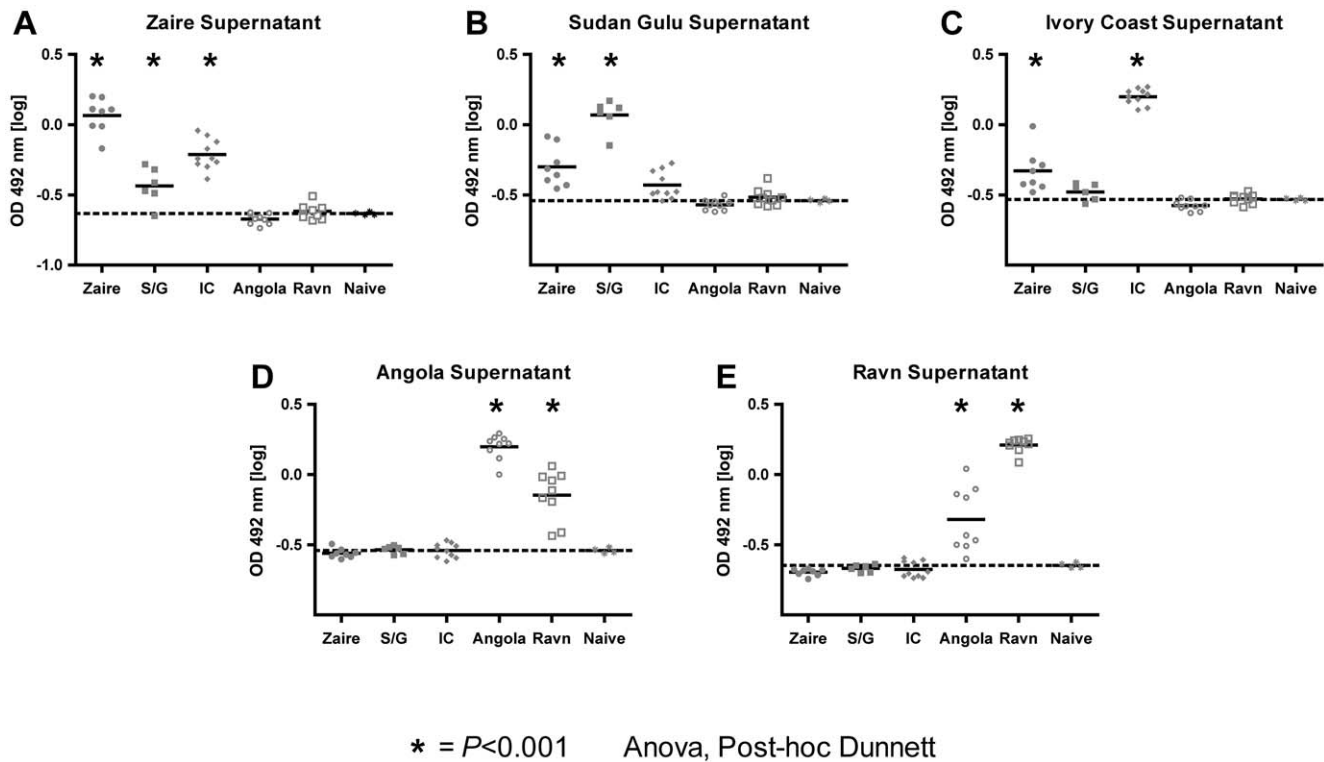 A Zaire Supernatant
* * *
OD 492 nm [log]
0.5
0.0
-0.5
-1.0
Zaire S/G IC Angola Ravn Naive
B Sudan Gulu Supernatant
* *
OD 492 nm [log]
0.5
0.0
-0.5
Zaire S/G IC Angola Ravn Naive
C Ivory Coast Supernatant
* *
OD 492 nm [log]
0.5
0.0
-0.5
Zaire S/G IC Angola Ravn Naive
D Angola Supernatant
* *
OD 492 nm [log]
0.5
0.0
-0.5
Zaire S/G IC Angola Ravn Naive
E Ravn Supernatant
* *
OD 492 nm [log]
0.5
0.0
-0.5
Zaire S/G IC Angola Ravn Naive
* = P<0.001 Anova, Post-hoc Dunnett